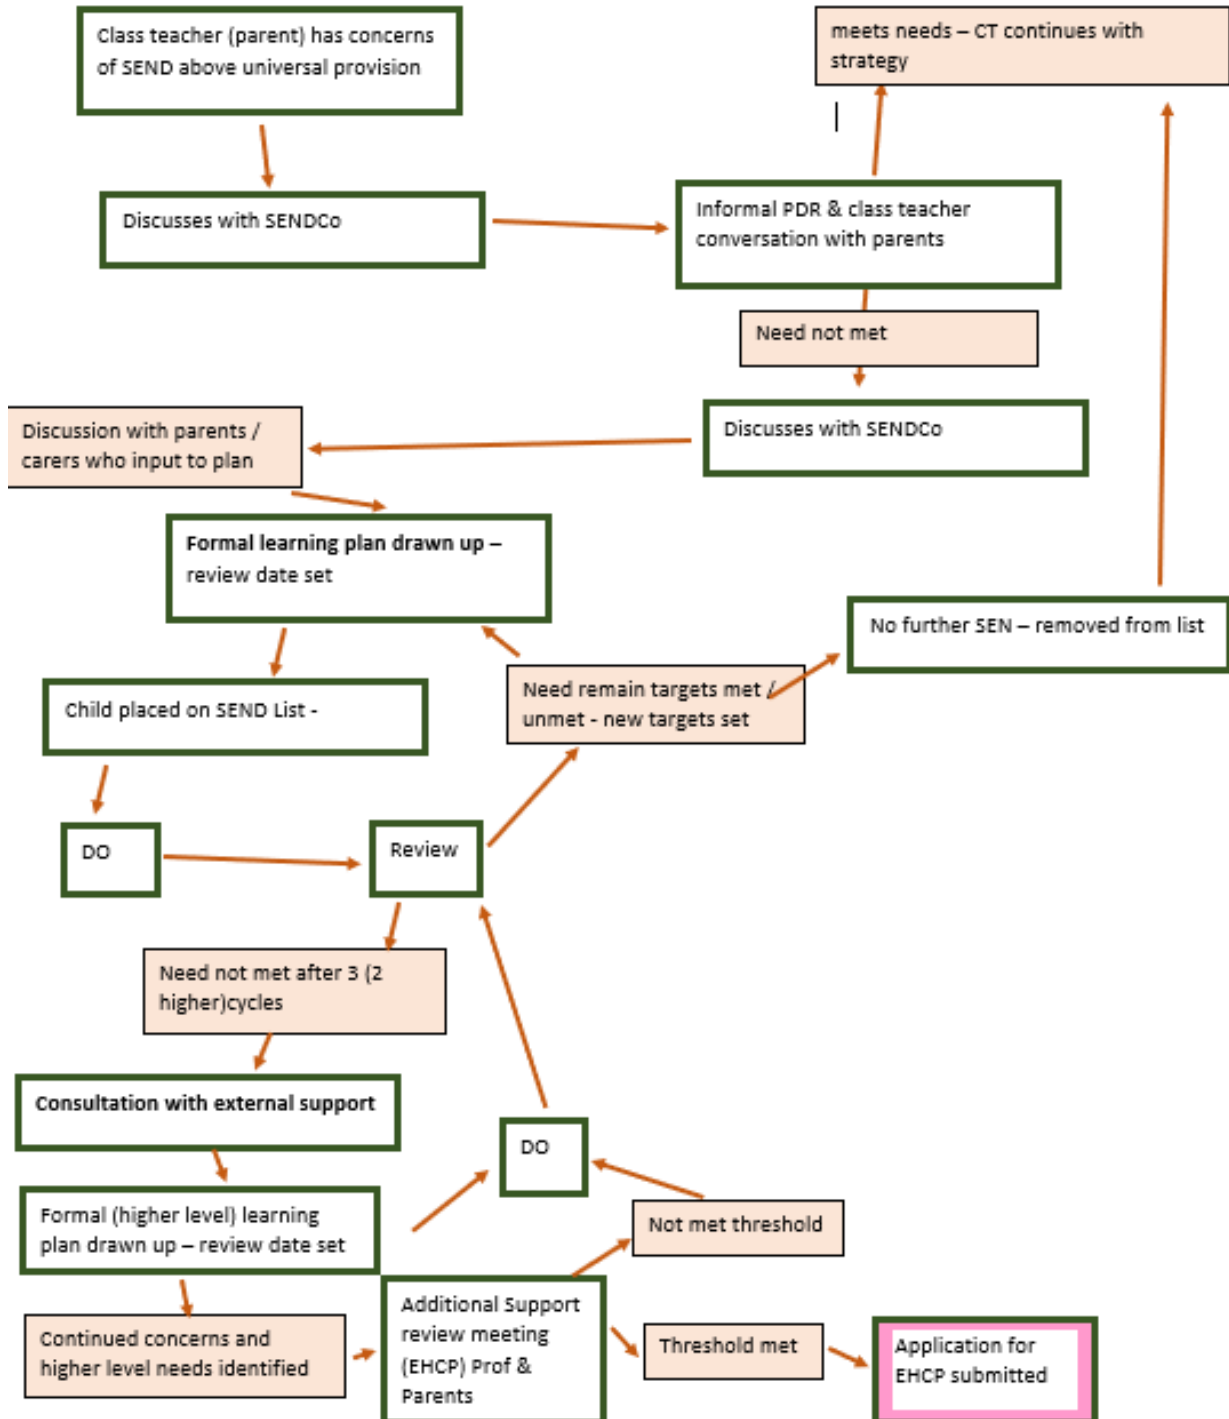 Class teacher (parent) has concerns
of SEND above universal provision
meets needs – CT continues with
strategy
Discusses with SENDCo
Informal PDR & class teacher
conversation with parents
Need not met
Discusses with SENDCo
Discussion with parents /
carers who input to plan
Formal learning plan drawn up –
review date set
No further SEN – removed from list
Need remain targets met /
unmet - new targets set
Child placed on SEND List -
DO
Review
Need not met after 3 (2
higher)cycles
Consultation with external support
DO
Formal (higher level) learning
plan drawn up – review date set
Not met threshold
Additional Support
review meeting
(EHCP) Prof &
Parents
Continued concerns and
higher level needs identified
Threshold met
Application for
EHCP submitted